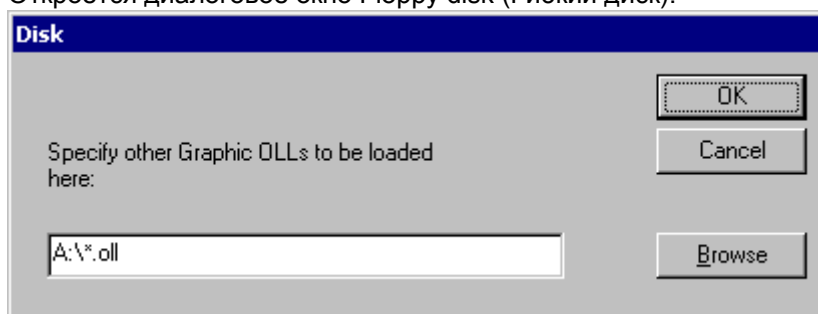 Откроется диалоговое окно Floppy disk (Гибкий диск).
Disk
OK
Specify other Graphic OLLs to be loaded
here:
Cancel
A:\*.oll
Browse